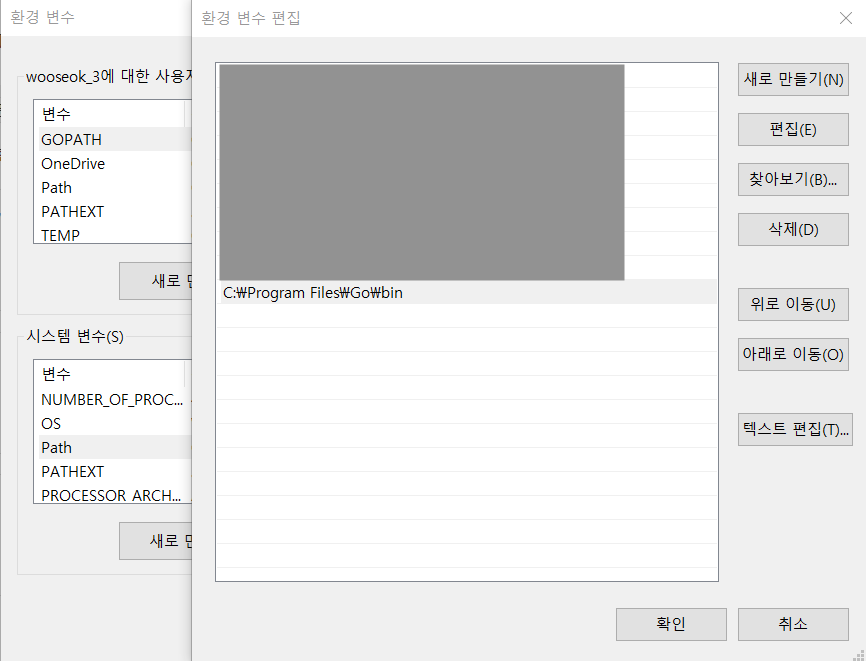 환경 변수
wooseok_3에 대한 사용자
변수
GOPATH
OneDrive
Path
PATHEXT
TEMP
새로
시스템 변수(S)
변수
NUMBER_OF_PROC...
OS
Path
PATHEXT
PROCESSOR_ARCH...
새로
환경 변수 편집
C:₩Program Files₩Go₩bin
새로 만들기(N)
편집(E)
찾아보기(B)...
삭제(D)
위로 이동(U)
아래로 이동(O)
텍스트 편집(T)...
확인
취소